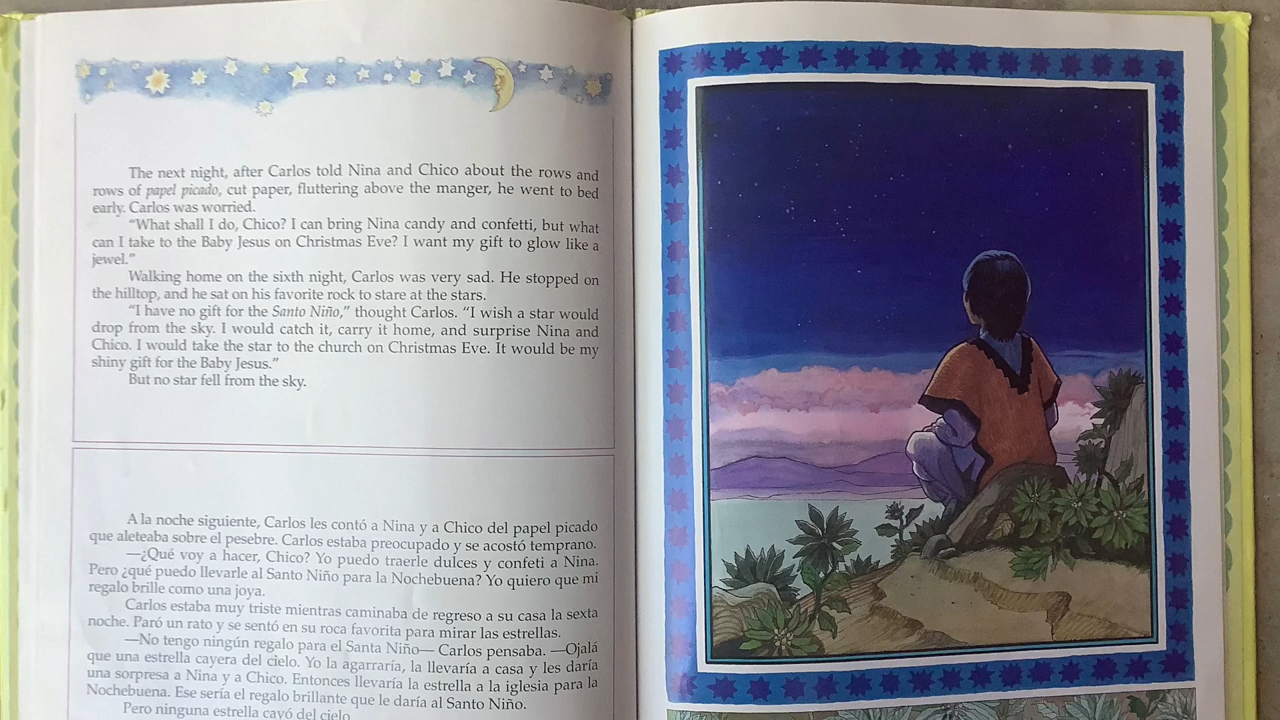 The next night, after Carlos told Nina and Chico about the rows and
rows of papel picado, cut paper, fluttering above the manger, he went to bed
early. Carlos was worried.
“What shall I do, Chico? I can bring Nina candy and confetti, but what
can I take to the Baby Jesus on Christmas Eve? I want my gift to glow like a
jewel.”
Walking home on the sixth night, Carlos was very sad. He stopped on
the hilltop, and he sat on his favorite rock to stare at the stars.
“I have no gift for the Santo Niño,” thought Carlos. “I wish a star would
drop from the sky. I would catch it, carry it home, and surprise Nina and
Chico. I would take the star to the church on Christmas Eve. It would be my
shiny gift for the Baby Jesus.”
But no star fell from the sky.
A la noche siguiente, Carlos les contó a Nina y a Chico del papel picado
que aleteaba sobre el pesebre. Carlos estaba preocupado y se acostó temprano.
—¿Qué voy a hacer, Chico? Yo puedo traerle dulces y confeti a Nina.
Pero ¿qué puedo llevarle al Santo Niño para la Nochebuena? Yo quiero que mi
regalo brille como una joya.
Carlos estaba muy triste mientras caminaba de regreso a su casa la sexta
noche. Paró un rato y se sentó en su roca favorita para mirar las estrellas.
—No tengo ningún regalo para el Santa Niño— Carlos pensaba. —Ojalá
que una estrella cayera del cielo. Yo la agarraría, la llevaría a casa y les daría
una sorpresa a Nina y a Chico. Entonces llevaría la estrella a la iglesia para la
Nochebuena. Ese sería el regalo brillante que le daría al Santo Niño.
Pero ninguna estrella cayó del cielo